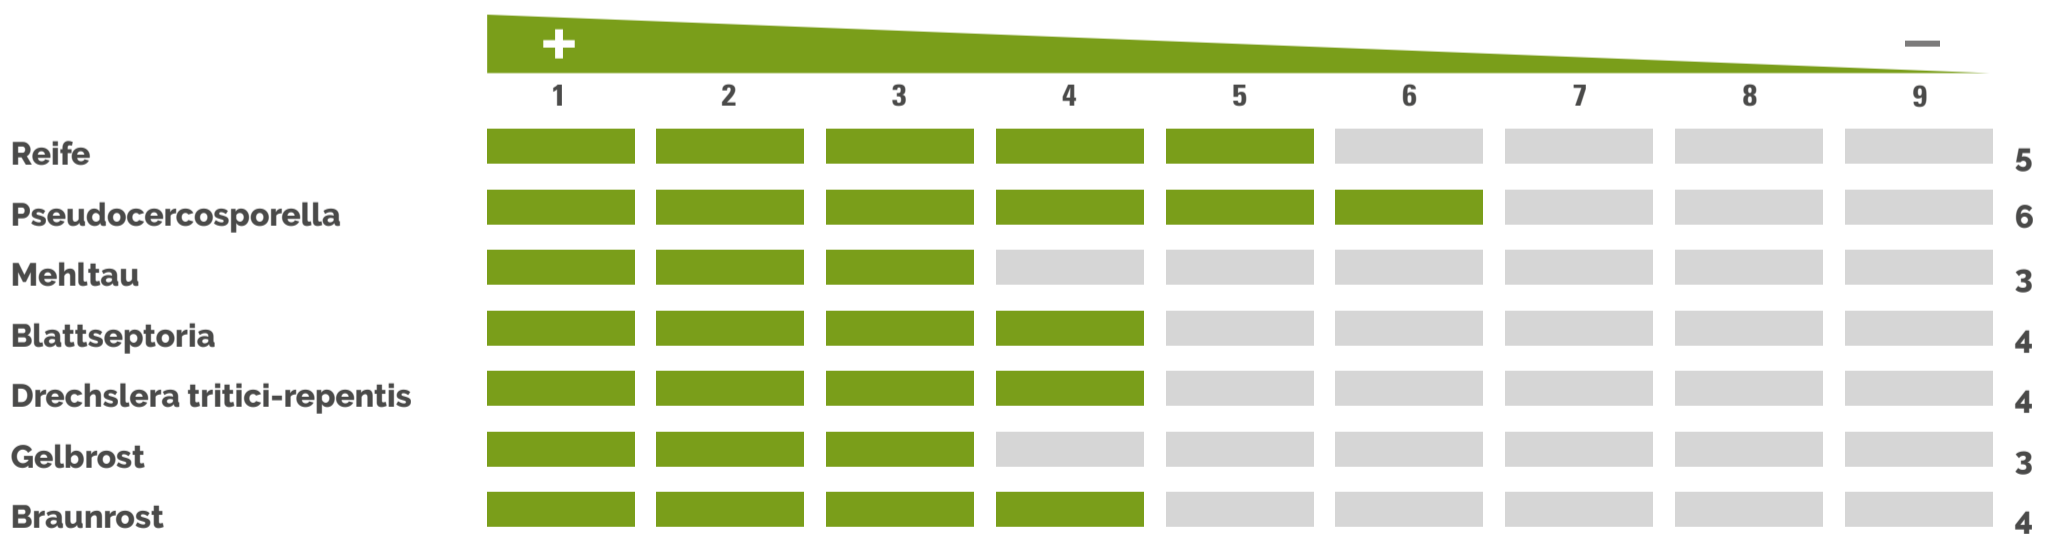 + −
1 2 3 4 5 6 7 8 9
Reife 5
Pseudocercosporella 6
Mehltau 3
Blattseptoria 4
Drechslera tritici-repentis 4
Gelbrost 3
Braunrost 4